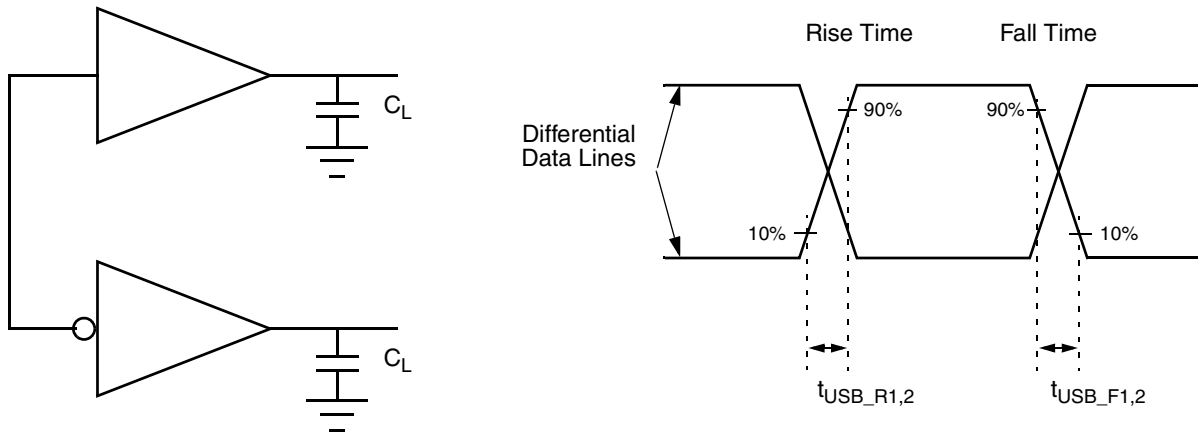 C_L
C_L
Rise Time
Fall Time
Differential
Data Lines
90%
90%
10%
10%
t_USB_R1,2
t_USB_F1,2